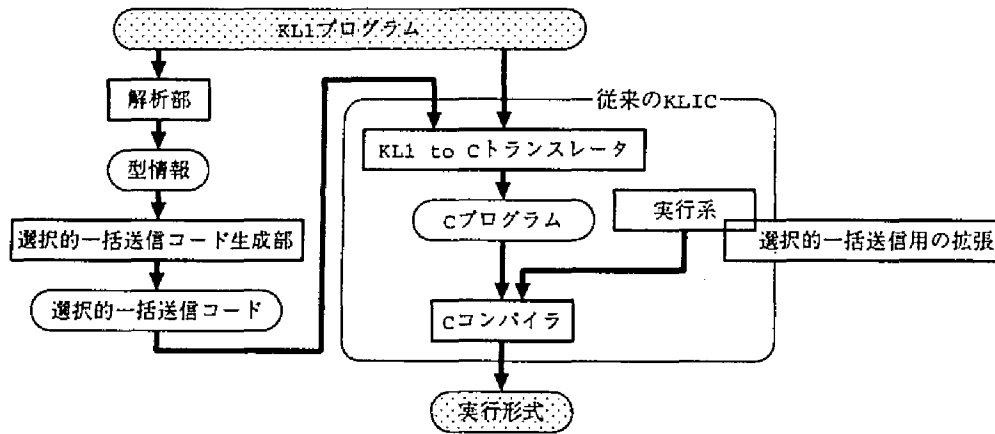 KL1プログラム
解析部
型情報
選択的一括送信コード生成部
選択的一括送信コード
従来のKLIC
KL1 to Cトランスレータ
Cプログラム
実行系
選択的一括送信用の拡張
Cコンパイラ
実行形式